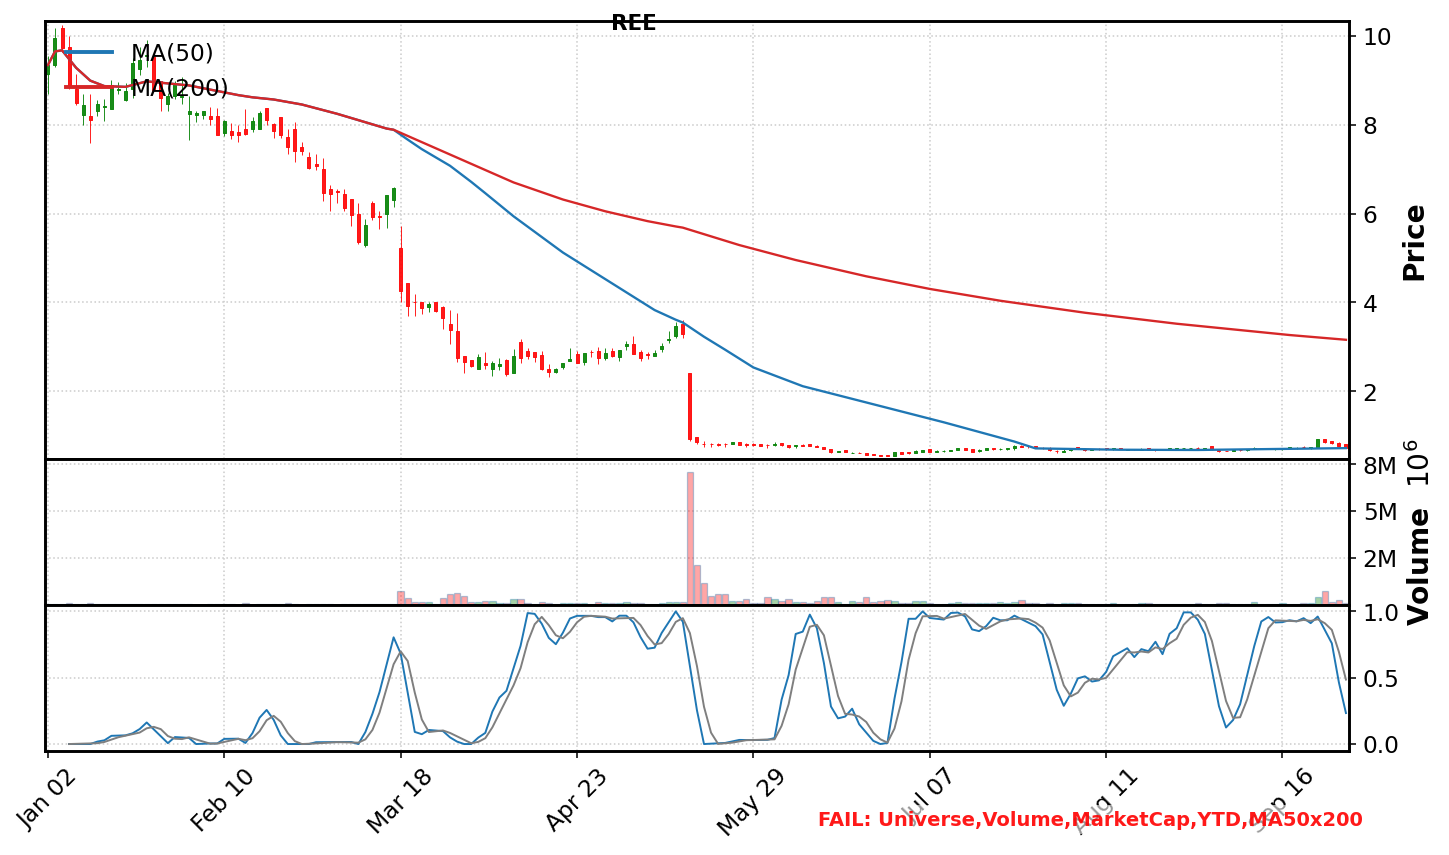 REE
MA(50)
MA(200)
10
8
6
4
2
Price
10⁶
8M
5M
2M
Volume
1.0
0.5
0.0
Jan 02
Feb 10
Mar 18
Apr 23
May 29
Jul 07
Aug 11
Sep 16
FAIL: Universe,Volume,MarketCap,YTD,MA50x200